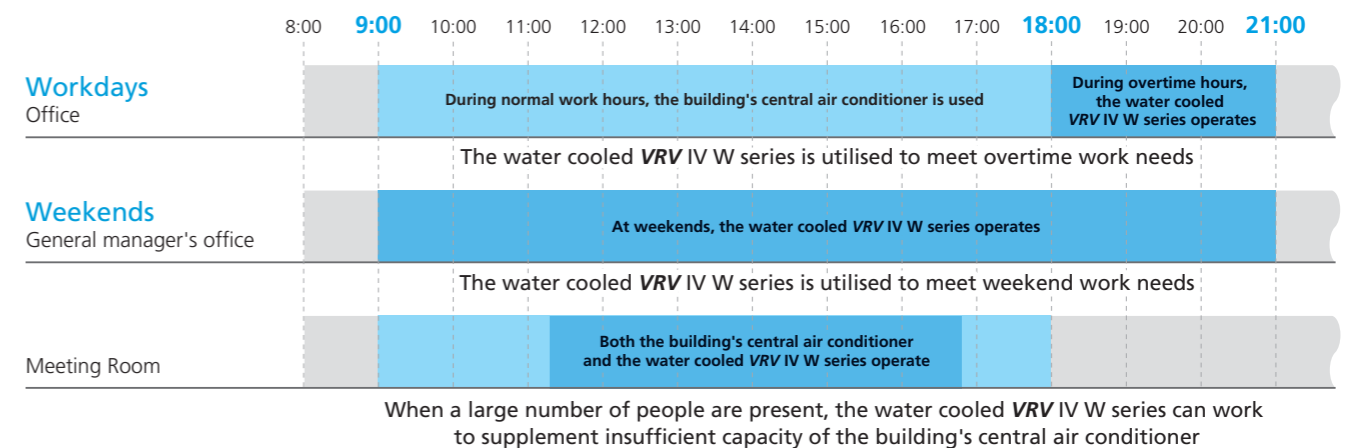 8:00 9:00 10:00 11:00 12:00 13:00 14:00 15:00 16:00 17:00 18:00 19:00 20:00 21:00
Workdays
Office
During normal work hours, the building's central air conditioner is used
During overtime hours,
the water cooled
VRV IV W series operates
The water cooled VRV IV W series is utilised to meet overtime work needs
Weekends
General manager's office
At weekends, the water cooled VRV IV W series operates
The water cooled VRV IV W series is utilised to meet weekend work needs
Meeting Room
Both the building's central air conditioner
and the water cooled VRV IV W series operate
When a large number of people are present, the water cooled VRV IV W series can work
to supplement insufficient capacity of the building's central air conditioner